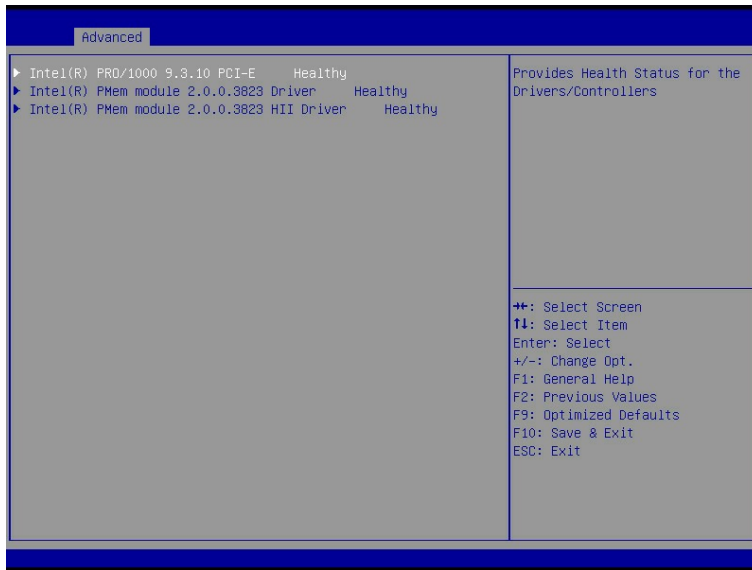 Advanced
Intel(R) PRO/1000 9.3.10 PCI-E Healthy
Intel(R) PMem module 2.0.0.3823 Driver Healthy
Intel(R) PMem module 2.0.0.3823 HII Driver Healthy
Provides Health Status for the
Drivers/Controllers
→←: Select Screen
↑↓: Select Item
Enter: Select
+/-: Change Opt.
F1: General Help
F2: Previous Values
F9: Optimized Defaults
F10: Save & Exit
ESC: Exit